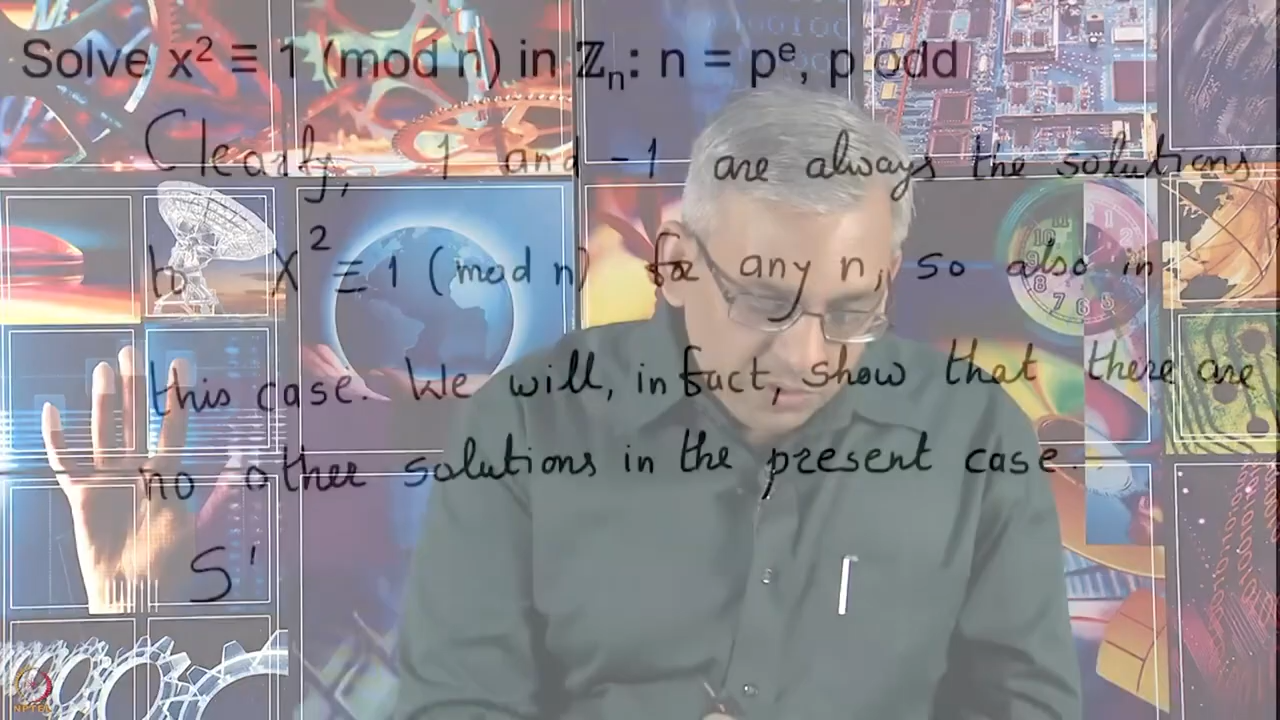 Solve x² ≡ 1 (mod n) in ℤₙ: n = pᵉ, p odd
Clearly, 1 and -1 are always the solutions
to X² ≡ 1 (mod n) for any n, so also in
this case. We will, in fact, show that there are
no other solutions in the present case.
S'
NPTEL